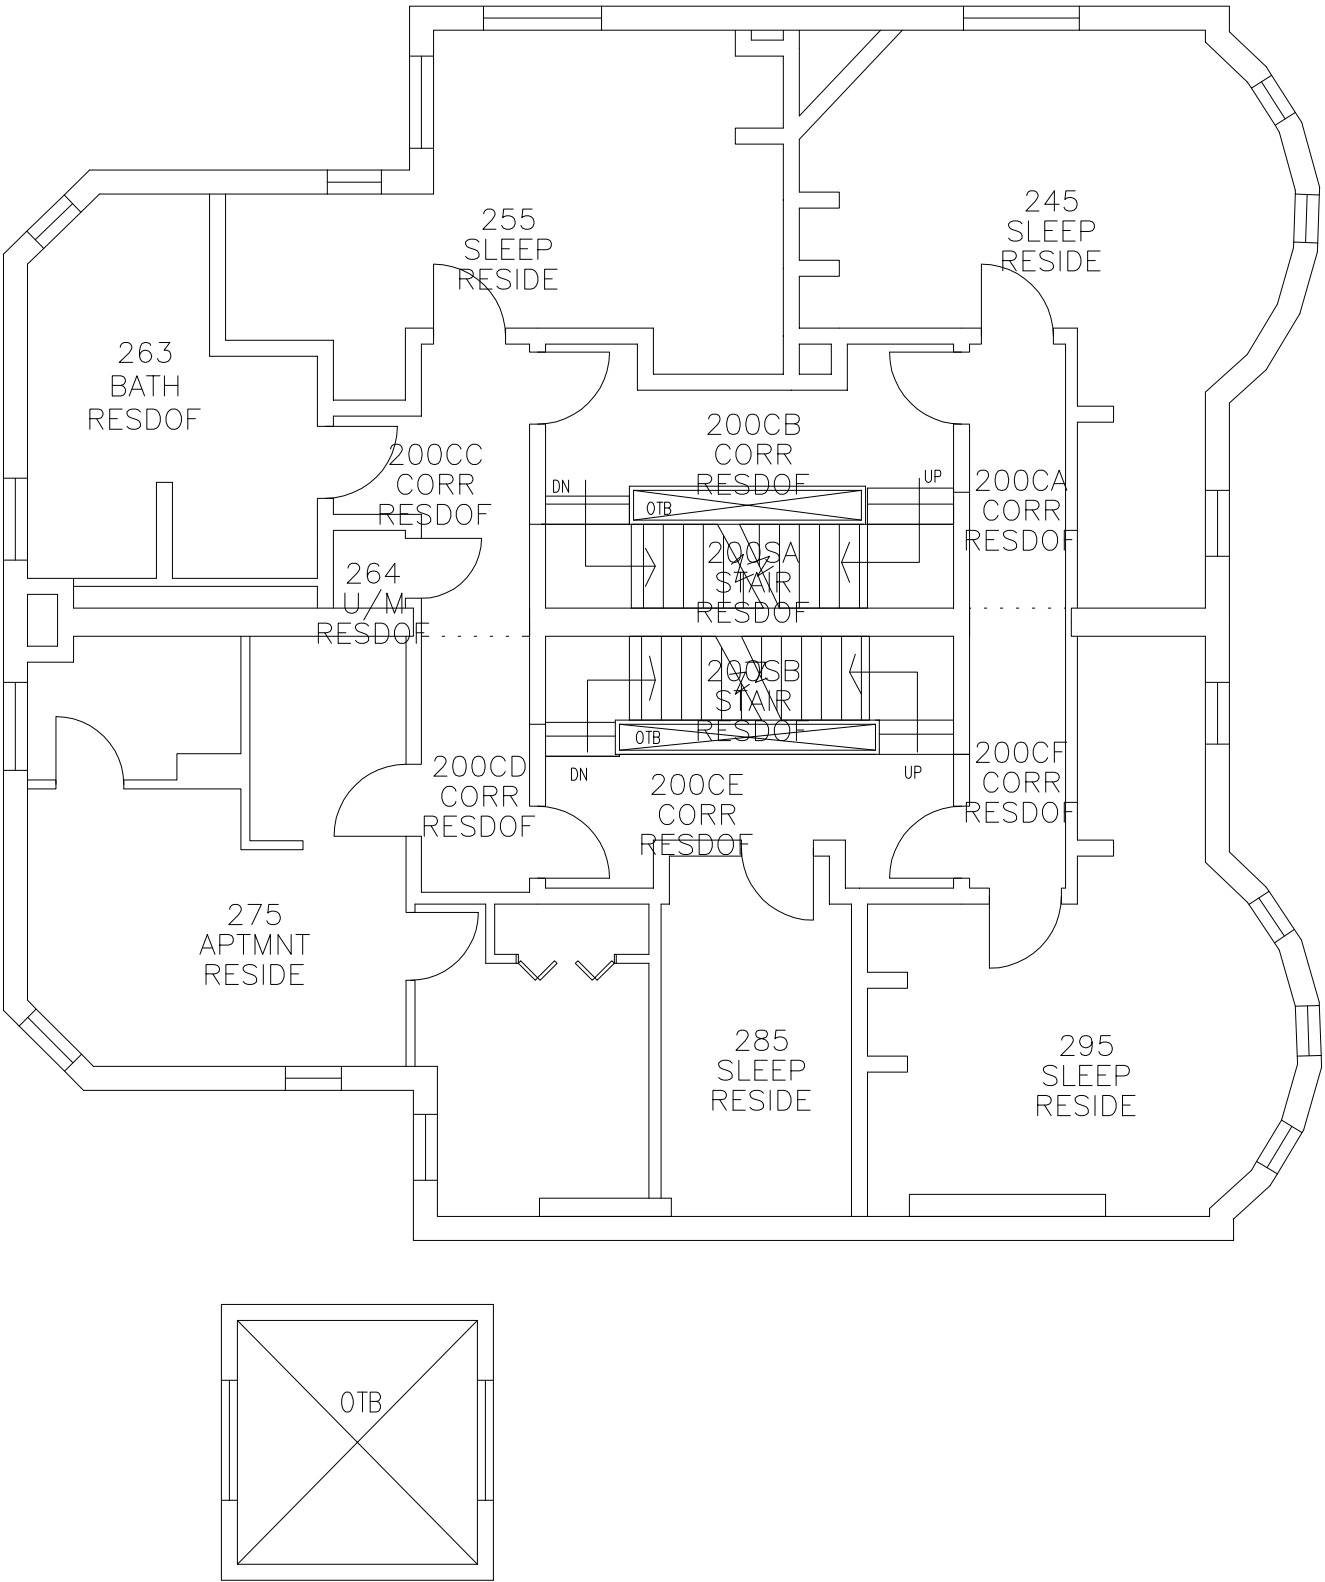 245
SLEEP
RESIDE
255
SLEEP
RESIDE
263
BATH
RESDOF
200CB
CORR
RESDOF
200CC
CORR
RESDOF
200CA
CORR
RESDOF
DN
UP
OTB
200SA
STAIR
RESDOF
264
U/M
RESDOF
200SB
STAIR
RESDOF
OTB
DN
UP
200CD
CORR
RESDOF
200CE
CORR
RESDOF
200CF
CORR
RESDOF
275
APTMNT
RESIDE
285
SLEEP
RESIDE
295
SLEEP
RESIDE
OTB